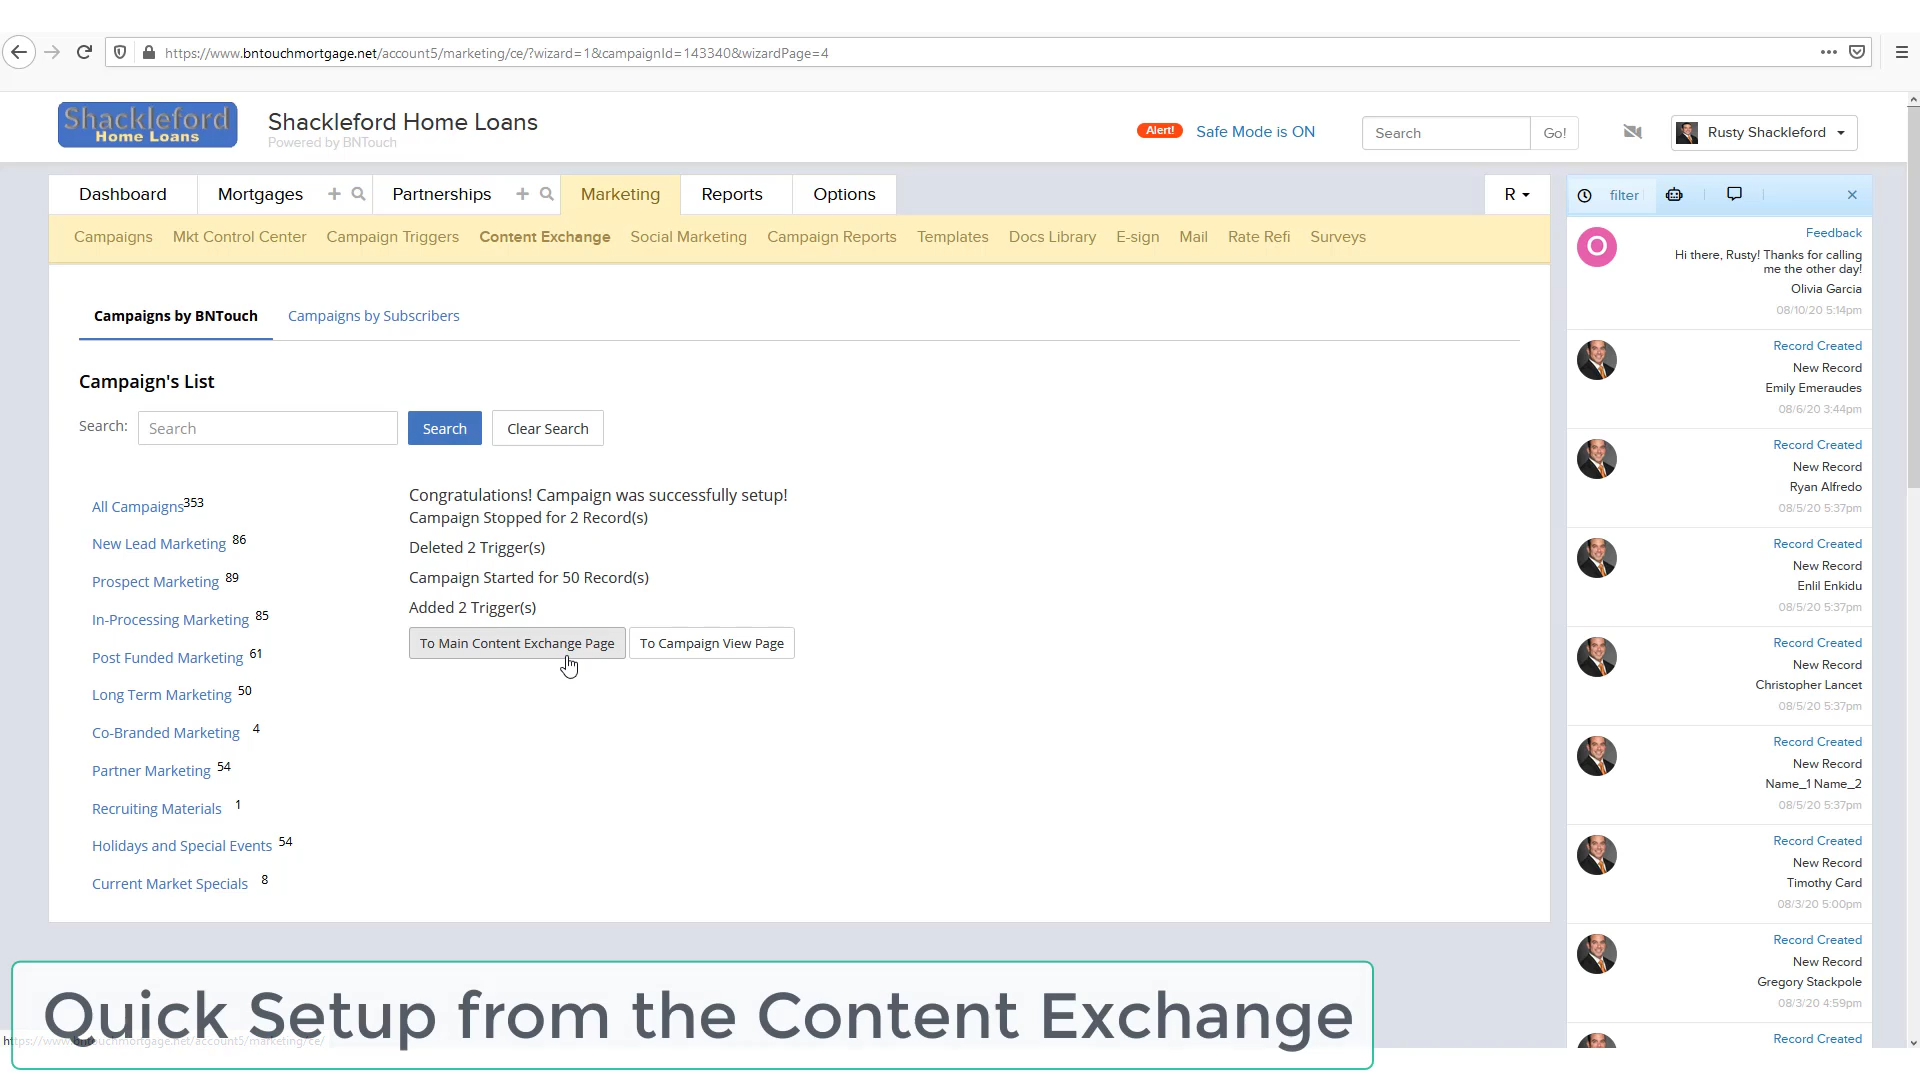 https://www.bntouchmortgage.net/account5/marketing/ce/?wizard=1&campaignId=143340&wizardPage=4
Shackleford
Home Loans
Shackleford Home Loans
Powered by BNTouch
Alert! Safe Mode is ON
Search Go!
Rusty Shackleford
Dashboard Mortgages Partnerships Marketing Reports Options R
Campaigns Mkt Control Center Campaign Triggers Content Exchange Social Marketing Campaign Reports Templates Docs Library E-sign Mail Rate Refi Surveys
Campaigns by BNTouch Campaigns by Subscribers
Campaign's List
Search: Search Search Clear Search
All Campaigns 353
New Lead Marketing 86
Prospect Marketing 89
In-Processing Marketing 85
Post Funded Marketing 61
Long Term Marketing 50
Co-Branded Marketing 4
Partner Marketing 54
Recruiting Materials 1
Holidays and Special Events 54
Current Market Specials 8
Congratulations! Campaign was successfully setup!
Campaign Stopped for 2 Record(s)
Deleted 2 Trigger(s)
Campaign Started for 50 Record(s)
Added 2 Trigger(s)
To Main Content Exchange Page To Campaign View Page
filter
O
Feedback
Hi there, Rusty! Thanks for calling
me the other day!
Olivia Garcia
08/10/20 5:14pm
Record Created
New Record
Emily Emeraudes
08/6/20 3:44pm
Record Created
New Record
Ryan Alfredo
08/5/20 5:37pm
Record Created
New Record
Enlil Enkidu
08/5/20 5:37pm
Record Created
New Record
Christopher Lancet
08/5/20 5:37pm
Record Created
New Record
Name_1 Name_2
08/5/20 5:37pm
Record Created
New Record
Timothy Card
08/3/20 5:00pm
Record Created
New Record
Gregory Stackpole
08/3/20 4:59pm
Record Created
Quick Setup from the Content Exchange
https://www.bntouchmortgage.net/account5/marketing/ce/